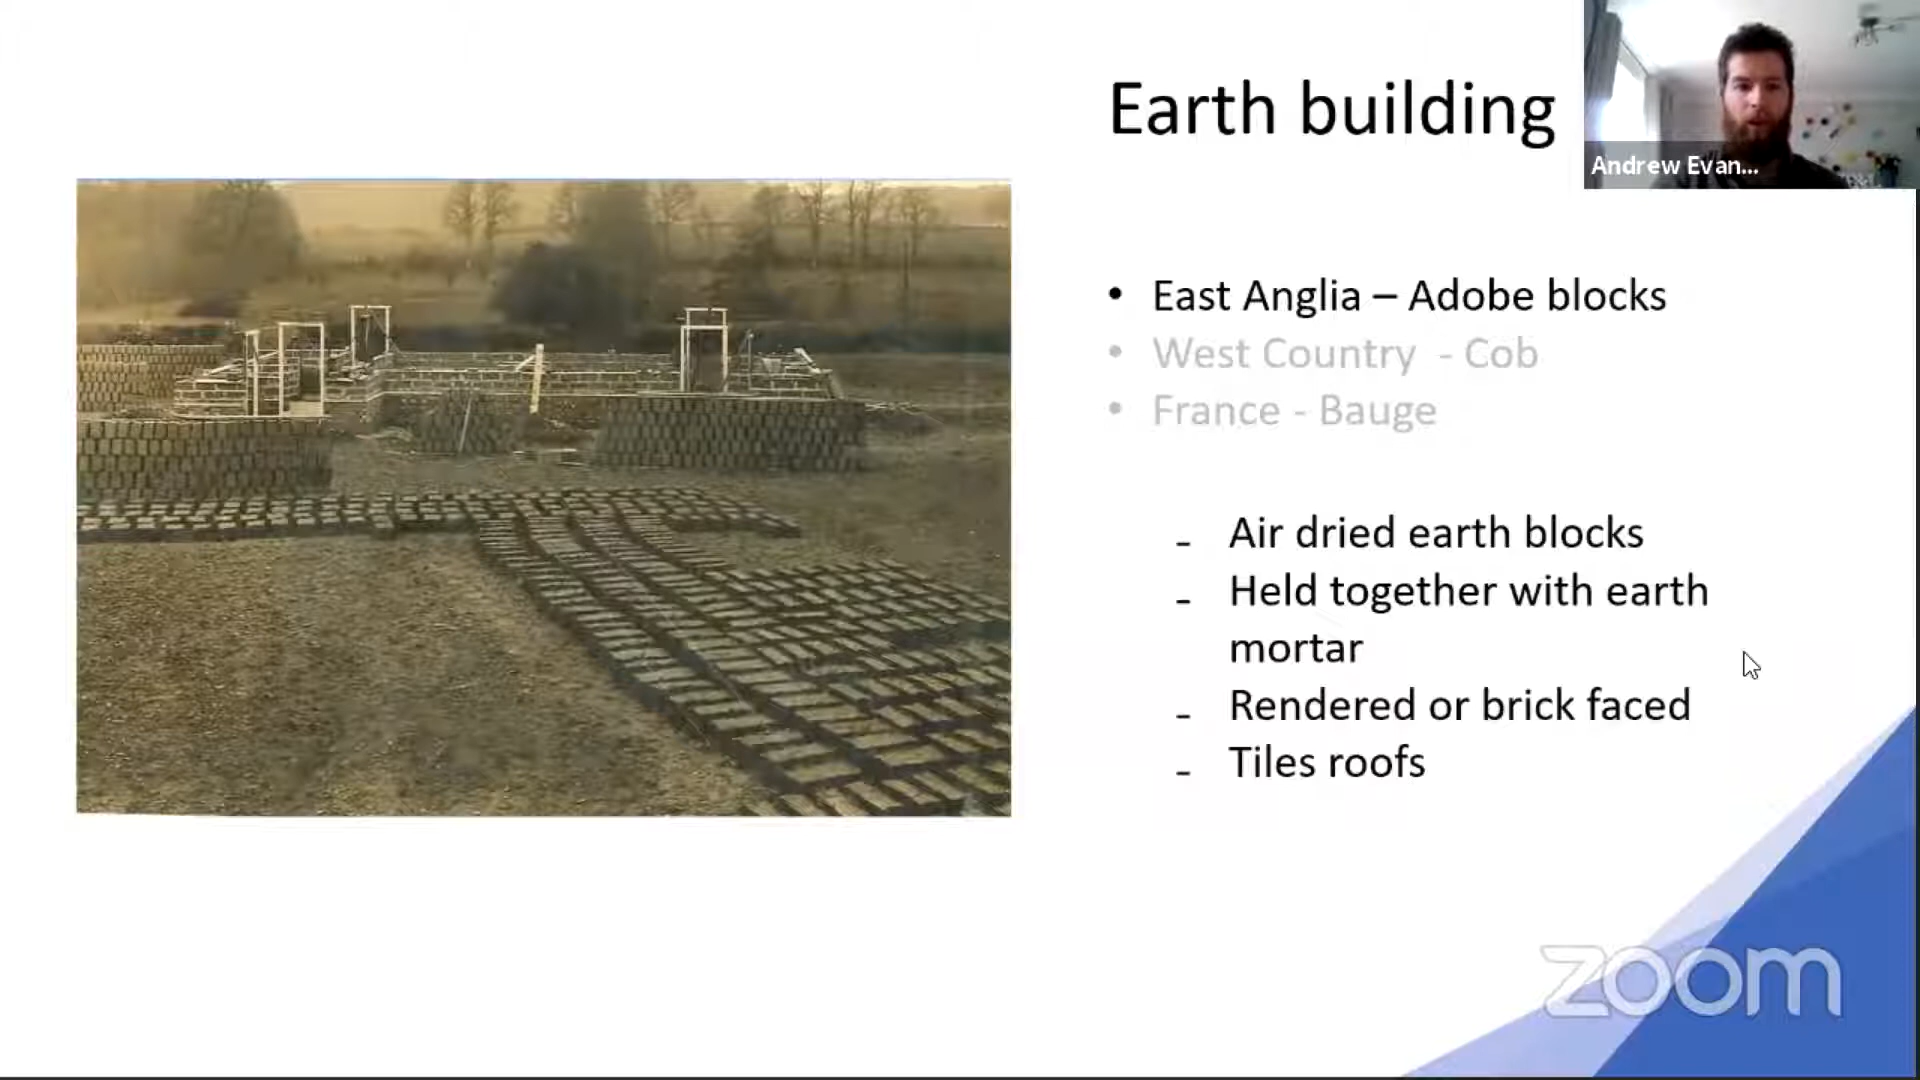 Earth building
Andrew Evan...
• East Anglia – Adobe blocks
• West Country - Cob
• France - Bauge
- Air dried earth blocks
- Held together with earth
mortar
- Rendered or brick faced
- Tiles roofs
zoom